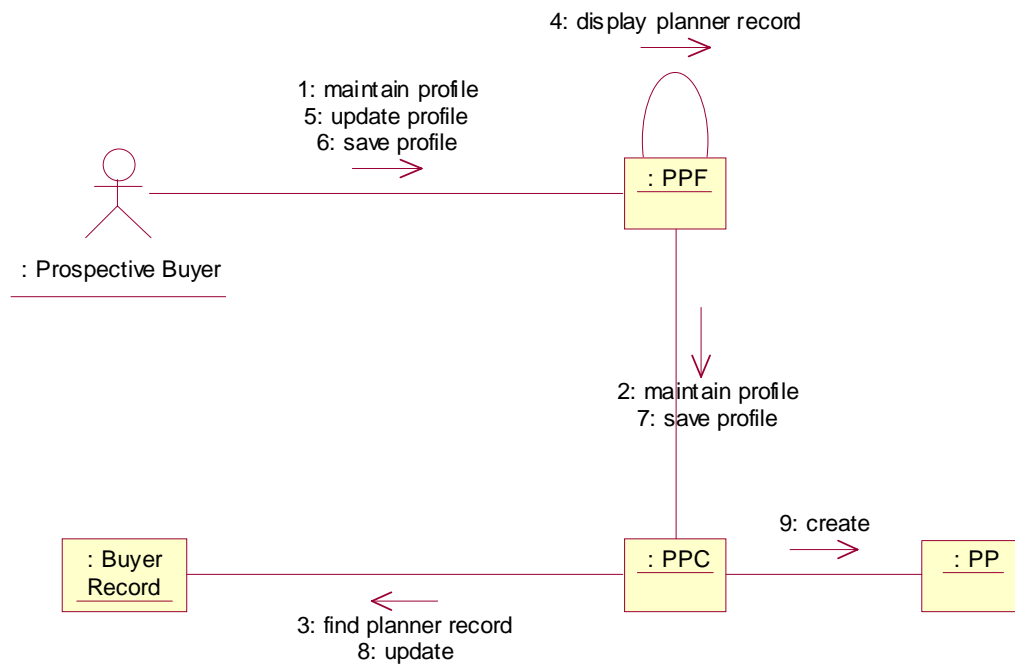 4: display planner record
1: maintain profile
5: update profile
6: save profile
: PPF
: Prospective Buyer
2: maintain profile
7: save profile
9: create
: Buyer
Record
: PPC
: PP
3: find planner record
8: update